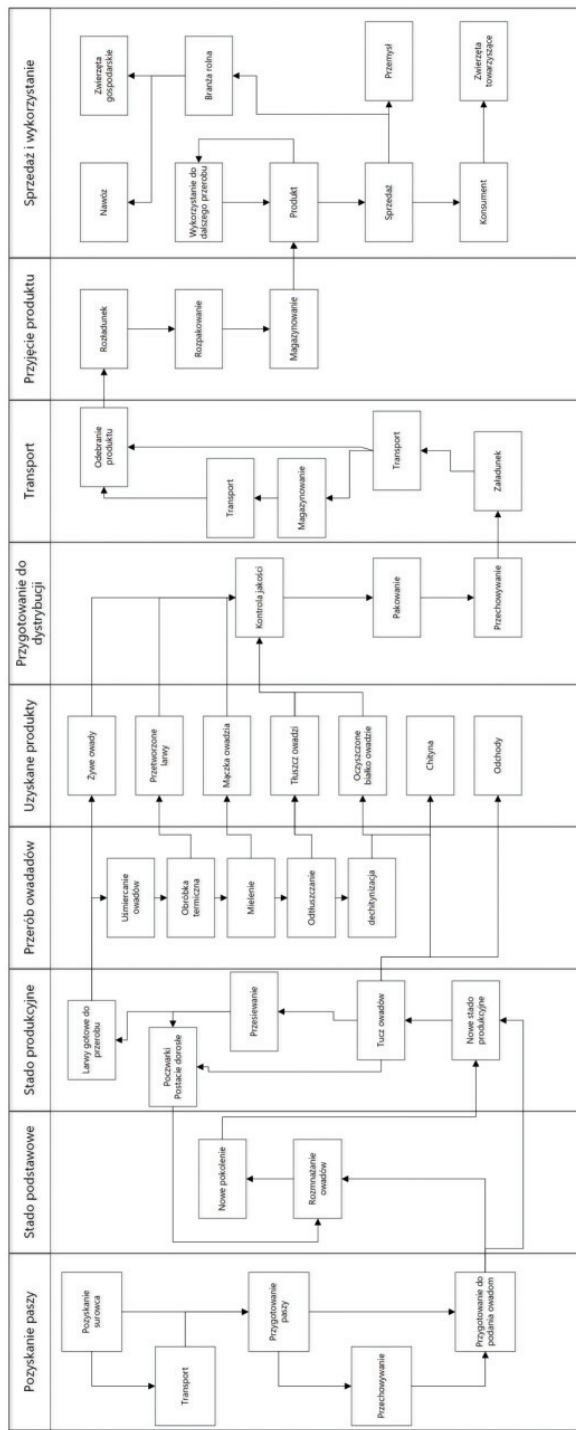 Pozyskanie paszy
Pozyskanie
surowca
Transport
Przygotowanie
paszy
Przechowywanie
Przygotowanie do
podania owadom
Stado podstawowe
Nowe pokolenie
Rozmnażanie
owadów
Stado produkcyjne
Larwy gotowe do
przerobu
Poczwarki
Postacie dorosłe
Przesiewanie
Tucz owadów
Nowe stado
produkcyjne
Przerób owadadów
Uśmiercanie
owadów
Obróbka
termiczna
Mielenie
Odtłuszczanie
dechitynizacja
Uzyskane produkty
Żywe owady
Przetworzone
larwy
Mączka owadzia
Tłuszcz owadzi
Oczyszczone
białko owadzie
Chityna
Odchody
Przygotowanie do
dystrybucji
Kontrola jakości
Pakowanie
Przechowywanie
Transport
Odebranie
produktu
Transport
Magazynowanie
Transport
Załadunek
Przyjęcie produktu
Rozładunek
Rozpakowanie
Magazynowanie
Sprzedaż i wykorzystanie
Zwierzęta
gospodarskie
Nawóz
Branża rolna
Wykorzystanie do
dalszego przerobu
Produkt
Sprzedaż
Przemysł
Konsument
Zwierzęta
towarzyszące